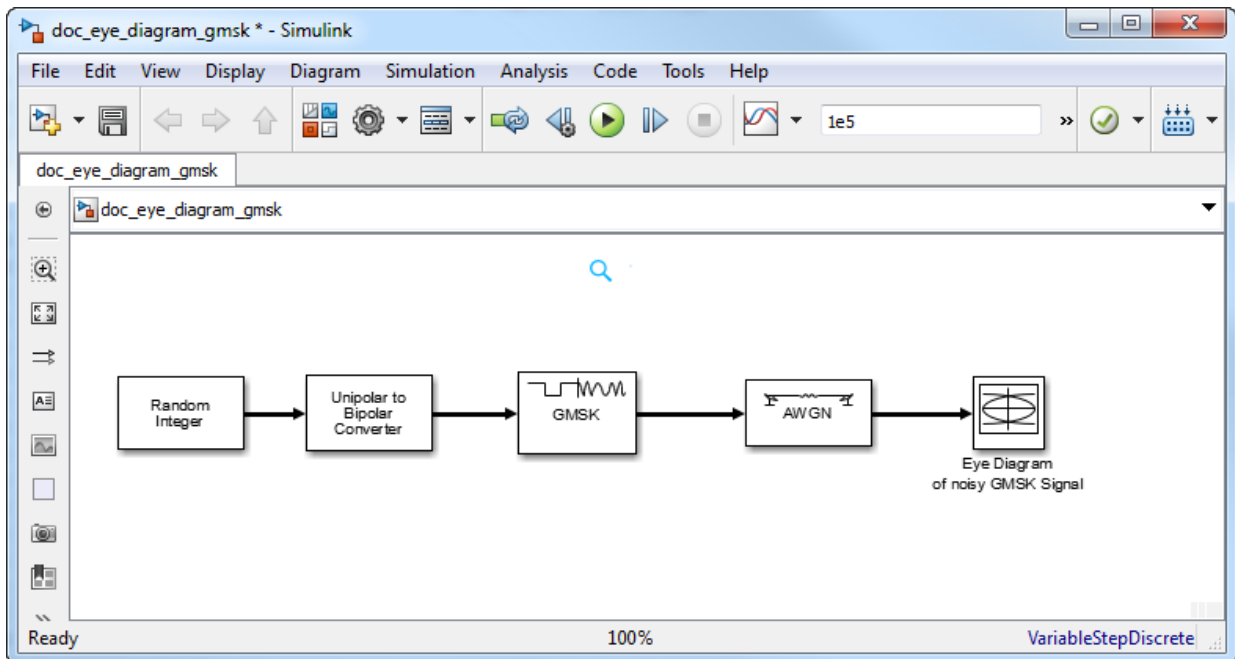 doc_eye_diagram_gmsk * - Simulink
File Edit View Display Diagram Simulation Analysis Code Tools Help
1e5
»
doc_eye_diagram_gmsk
doc_eye_diagram_gmsk
Random
Integer
Unipolar to
Bipolar
Converter
GMSK
AWGN
Eye Diagram
of noisy GMSK Signal
Ready 100% VariableStepDiscrete